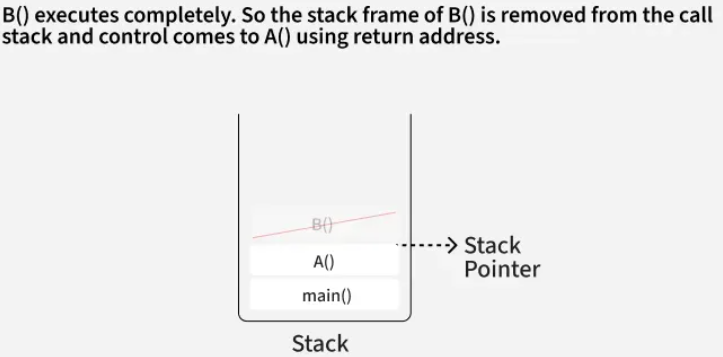 B() executes completely. So the stack frame of B() is removed from the call
stack and control comes to A() using return address.
B()
Stack
Pointer
A()
main()
Stack